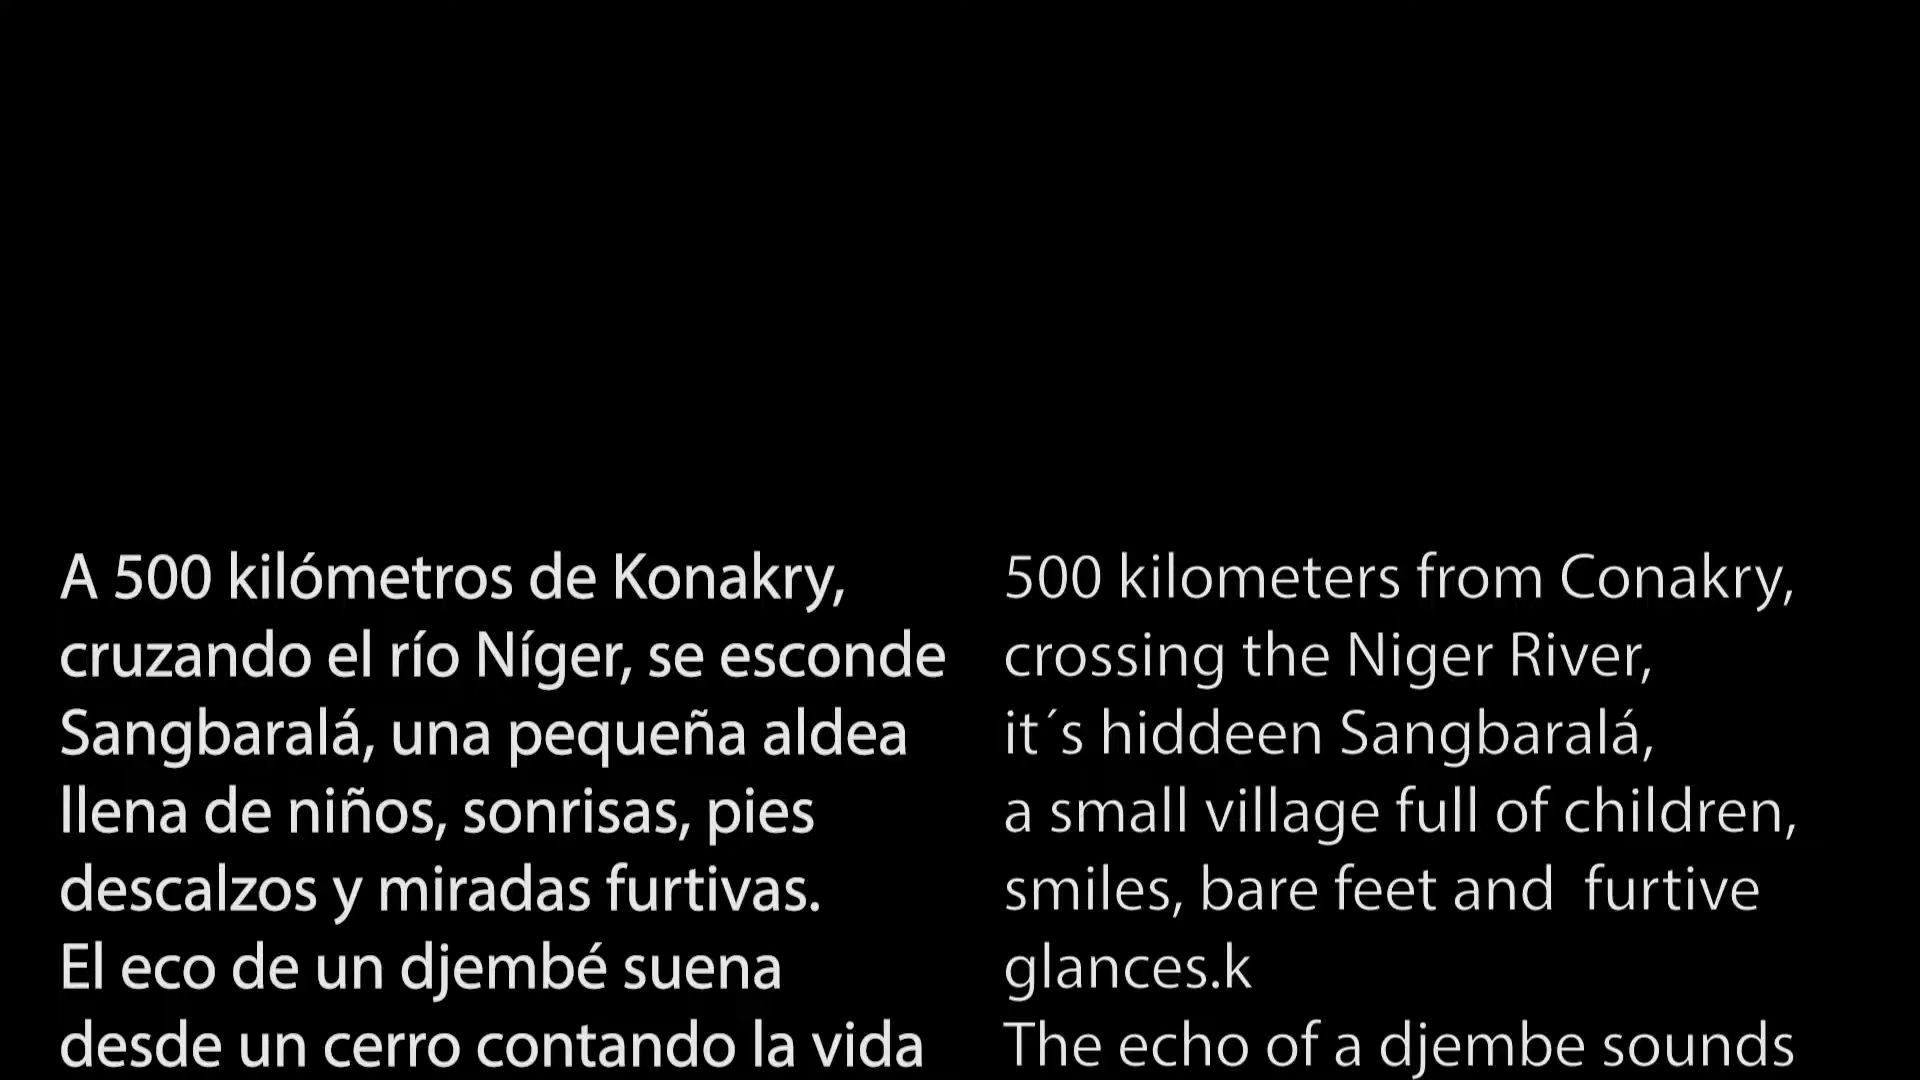 A 500 kilómetros de Konakry,
cruzando el río Níger, se esconde
Sangbaralá, una pequeña aldea
llena de niños, sonrisas, pies
descalzos y miradas furtivas.
El eco de un djembé suena
desde un cerro contando la vida
500 kilometers from Conakry,
crossing the Niger River,
it´s hiddeen Sangbaralá,
a small village full of children,
smiles, bare feet and  furtive
glances.k
The echo of a djembe sounds